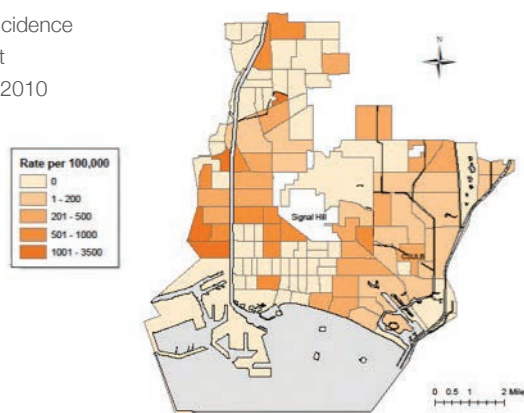 cidence
t
2010
N
Rate per 100,000
0
1 - 200
201 - 500
501 - 1000
1001 - 3500
Signal Hill
CSULB
0 0.5 1 2 Mile